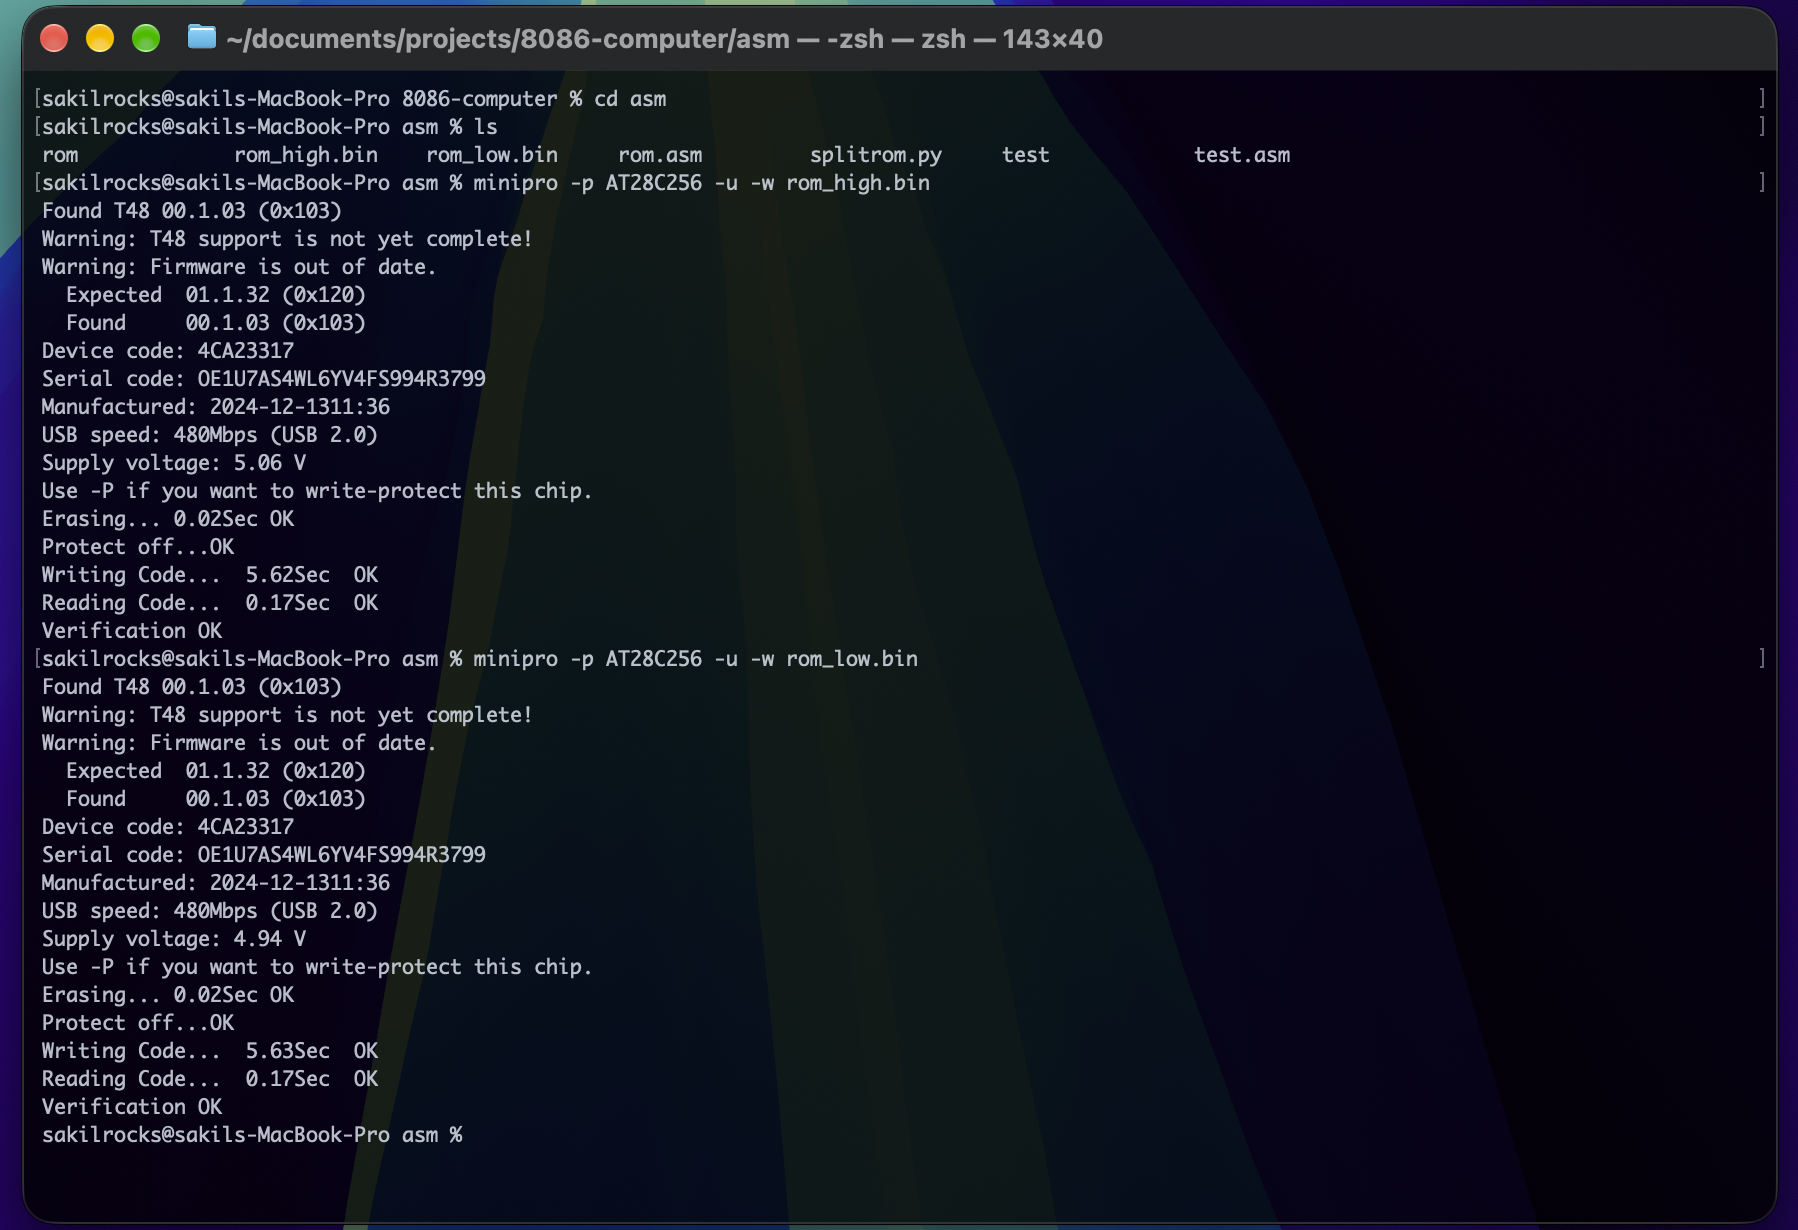 ~/documents/projects/8086-computer/asm — -zsh — zsh — 143×40
[sakilrocks@sakils-MacBook-Pro 8086-computer % cd asm ]
[sakilrocks@sakils-MacBook-Pro asm % ls ]
rom rom_high.bin rom_low.bin rom.asm splitrom.py test test.asm
[sakilrocks@sakils-MacBook-Pro asm % minipro -p AT28C256 -u -w rom_high.bin ]
Found T48 00.1.03 (0x103)
Warning: T48 support is not yet complete!
Warning: Firmware is out of date.
  Expected  01.1.32 (0x120)
  Found     00.1.03 (0x103)
Device code: 4CA23317
Serial code: OE1U7AS4WL6YV4FS994R3799
Manufactured: 2024-12-1311:36
USB speed: 480Mbps (USB 2.0)
Supply voltage: 5.06 V
Use -P if you want to write-protect this chip.
Erasing... 0.02Sec OK
Protect off...OK
Writing Code...  5.62Sec  OK
Reading Code...  0.17Sec  OK
Verification OK
[sakilrocks@sakils-MacBook-Pro asm % minipro -p AT28C256 -u -w rom_low.bin ]
Found T48 00.1.03 (0x103)
Warning: T48 support is not yet complete!
Warning: Firmware is out of date.
  Expected  01.1.32 (0x120)
  Found     00.1.03 (0x103)
Device code: 4CA23317
Serial code: OE1U7AS4WL6YV4FS994R3799
Manufactured: 2024-12-1311:36
USB speed: 480Mbps (USB 2.0)
Supply voltage: 4.94 V
Use -P if you want to write-protect this chip.
Erasing... 0.02Sec OK
Protect off...OK
Writing Code...  5.63Sec  OK
Reading Code...  0.17Sec  OK
Verification OK
sakilrocks@sakils-MacBook-Pro asm %